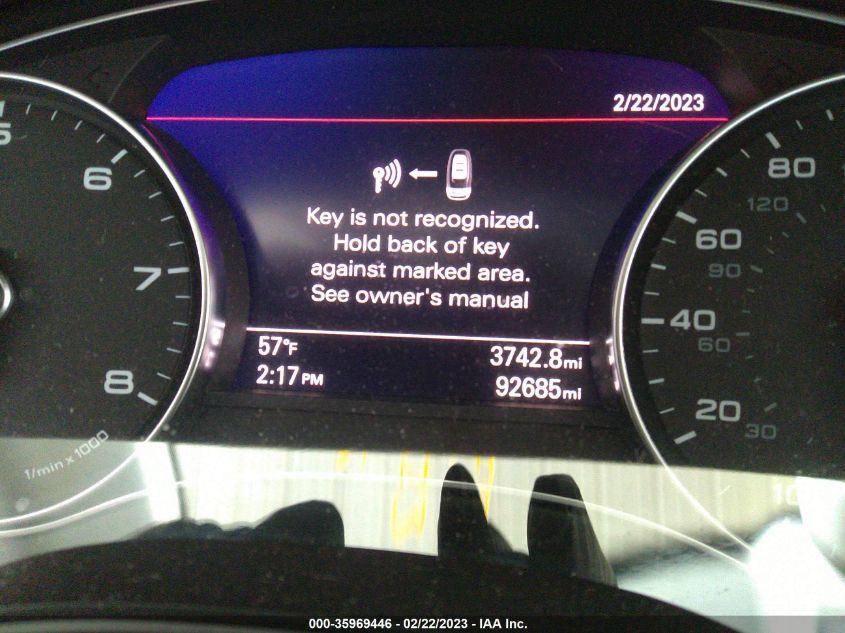 2/22/2023
Key is not recognized.
Hold back of key
against marked area.
See owner's manual
57°F
3742.8mi
2:17 PM
92685mi
5
6
7
8
1/min x 1000
80
120
60
90
40
60
20
30
000-35969446 - 02/22/2023 - IAA Inc.